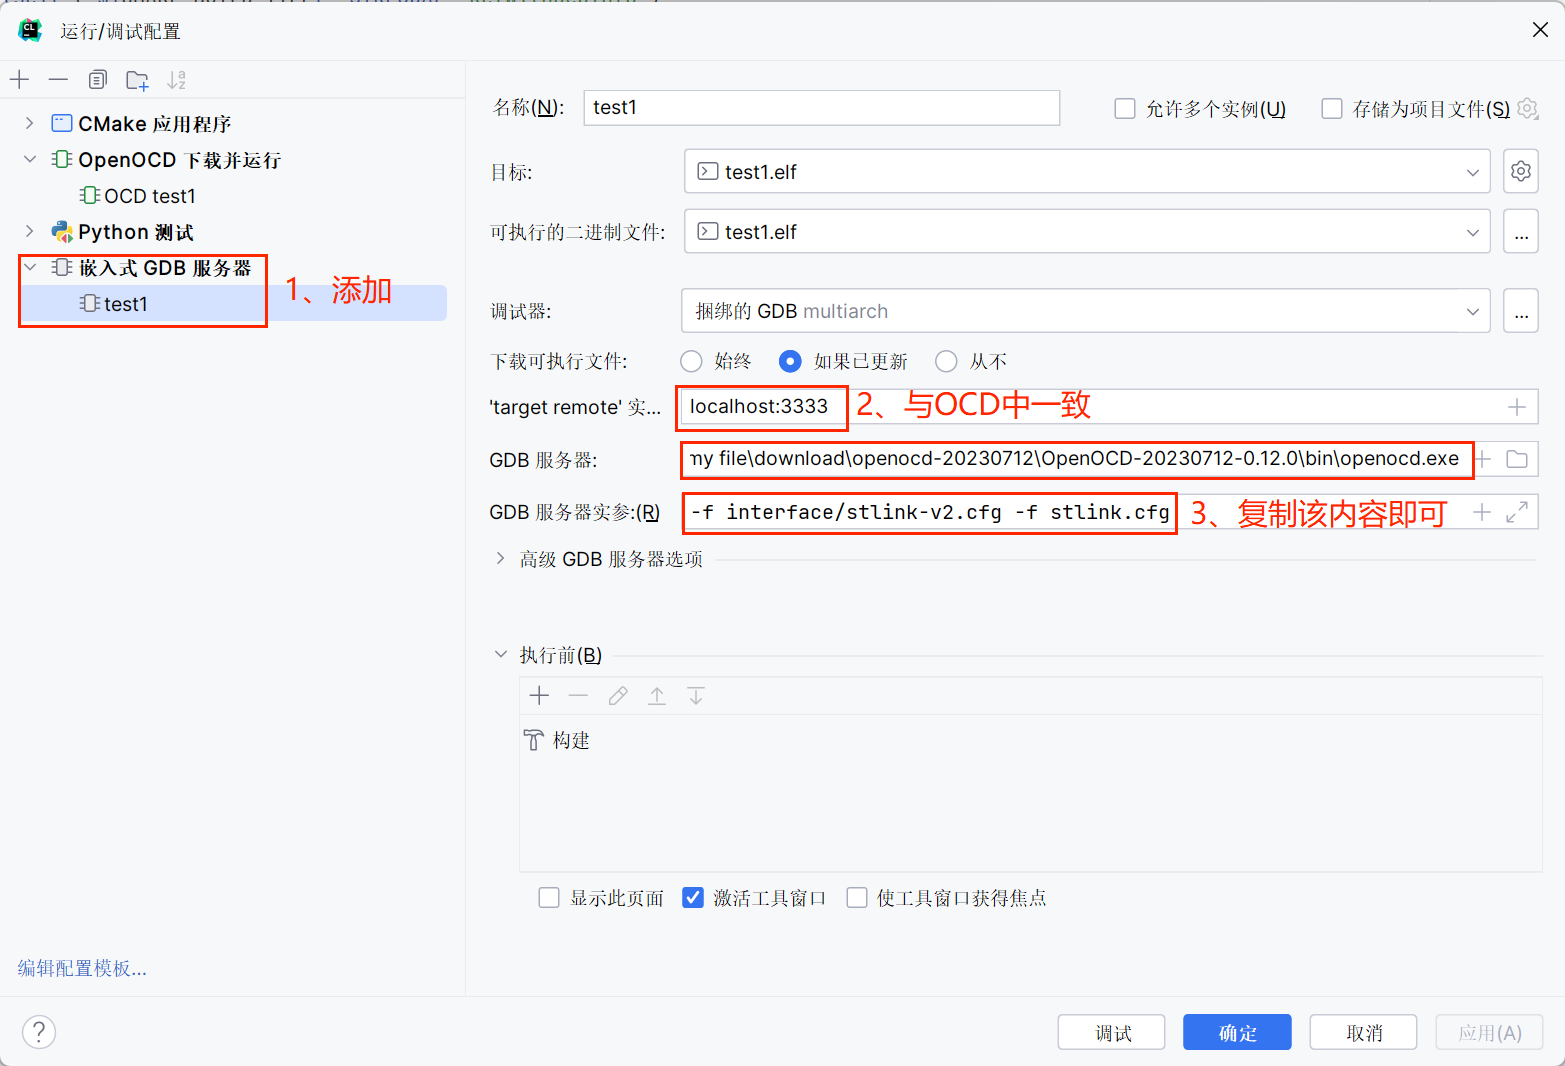 运行/调试配置
名称(N): test1 允许多个实例(U) 存储为项目文件(S)
CMake 应用程序
OpenOCD 下载并运行
OCD test1
Python 测试
嵌入式 GDB 服务器
test1
1、添加
目标: test1.elf
可执行的二进制文件: test1.elf ...
调试器: 捆绑的 GDB multiarch ...
下载可执行文件: 始终 如果已更新 从不
'target remote' 实... localhost:3333 2、与OCD中一致
GDB 服务器: my file\download\openocd-20230712\OpenOCD-20230712-0.12.0\bin\openocd.exe
GDB 服务器实参:(R) -f interface/stlink-v2.cfg -f stlink.cfg 3、复制该内容即可
高级 GDB 服务器选项
执行前(B)
构建
显示此页面 激活工具窗口 使工具窗口获得焦点
编辑配置模板...
? 调试 确定 取消 应用(A)